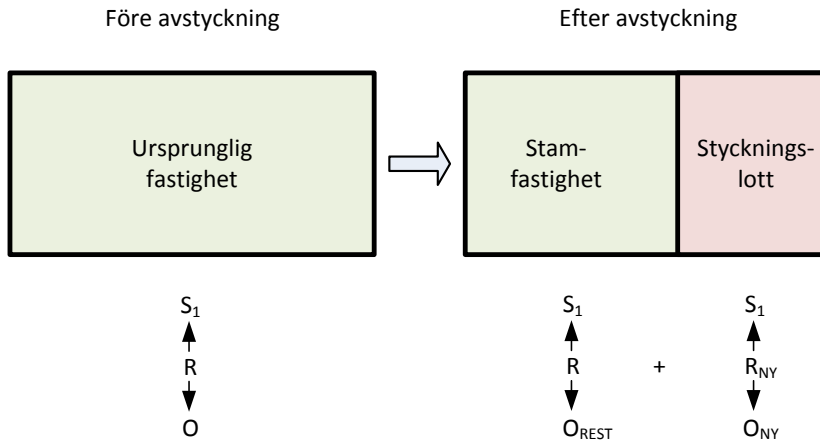 Före avstyckning
Efter avstyckning
Ursprunglig
fastighet
Stam-
fastighet
Stycknings-
lott
S1
S1
S1
R
R
+
RNY
O
OREST
ONY